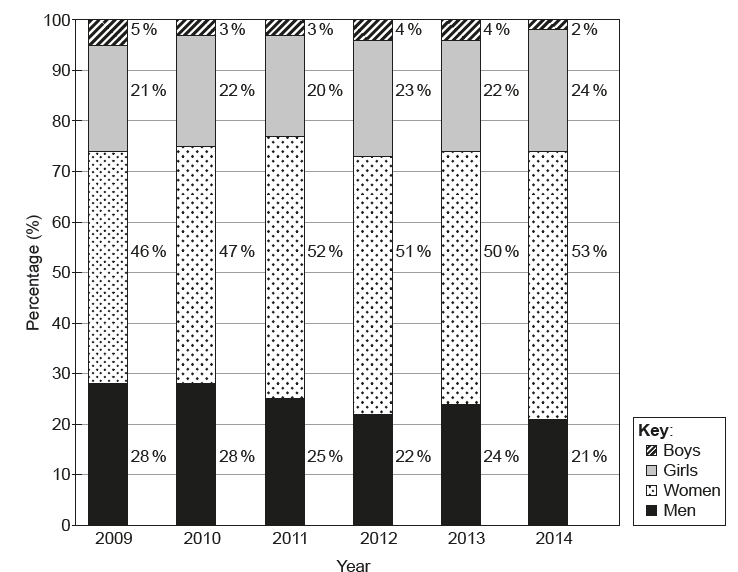 100
90
80
70
60
50
40
30
20
10
0
Percentage (%)
5 % 3 % 3 % 4 % 4 % 2 %
21 % 22 % 20 % 23 % 22 % 24 %
46 % 47 % 52 % 51 % 50 % 53 %
28 % 28 % 25 % 22 % 24 % 21 %
2009 2010 2011 2012 2013 2014
Year
Key:
Boys
Girls
Women
Men